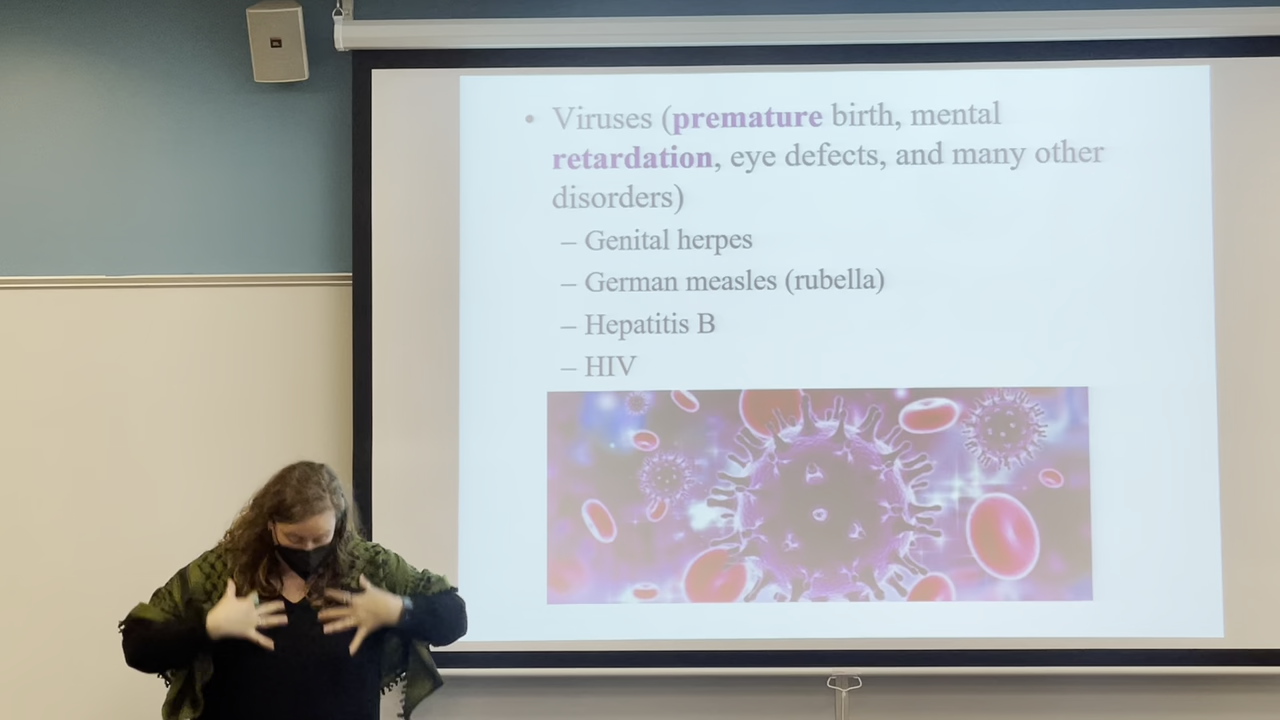 • Viruses (premature birth, mental
retardation, eye defects, and many other
disorders)
– Genital herpes
– German measles (rubella)
– Hepatitis B
– HIV